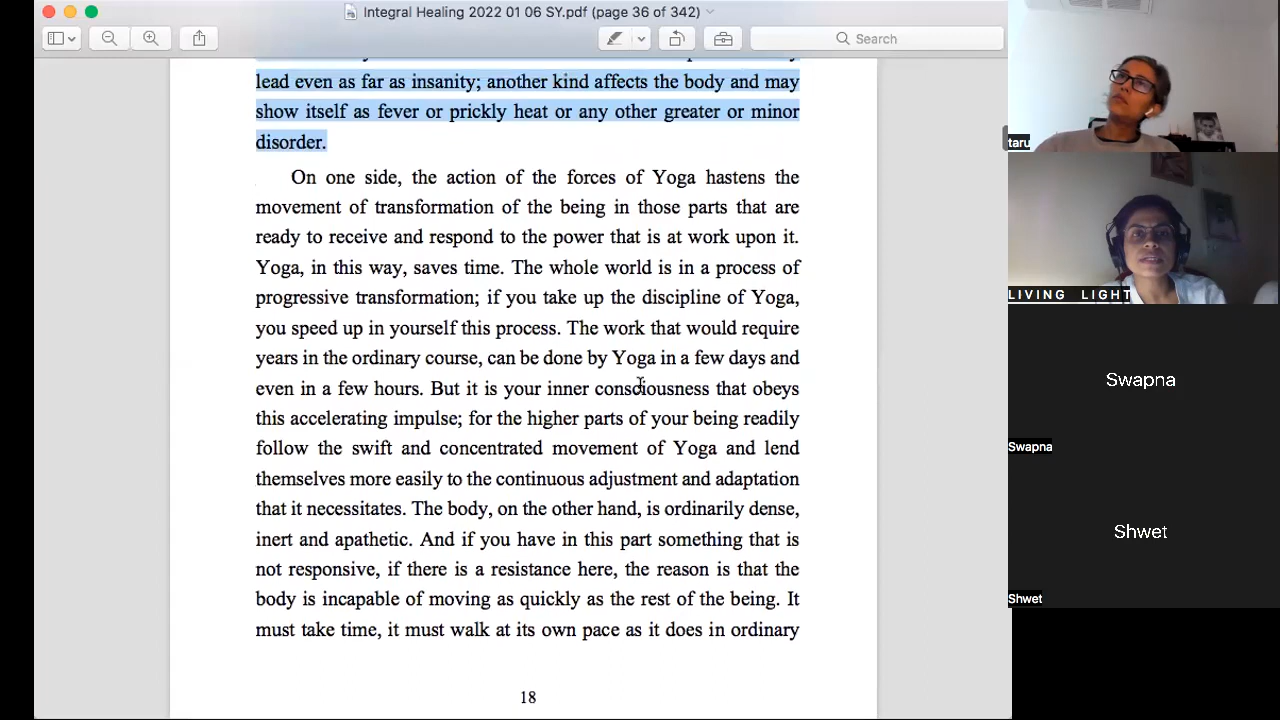 Integral Healing 2022 01 06 SY.pdf (page 36 of 342)
Search
lead even as far as insanity; another kind affects the body and may
show itself as fever or prickly heat or any other greater or minor
disorder.
On one side, the action of the forces of Yoga hastens the
movement of transformation of the being in those parts that are
ready to receive and respond to the power that is at work upon it.
Yoga, in this way, saves time. The whole world is in a process of
progressive transformation; if you take up the discipline of Yoga,
you speed up in yourself this process. The work that would require
years in the ordinary course, can be done by Yoga in a few days and
even in a few hours. But it is your inner consciousness that obeys
this accelerating impulse; for the higher parts of your being readily
follow the swift and concentrated movement of Yoga and lend
themselves more easily to the continuous adjustment and adaptation
that it necessitates. The body, on the other hand, is ordinarily dense,
inert and apathetic. And if you have in this part something that is
not responsive, if there is a resistance here, the reason is that the
body is incapable of moving as quickly as the rest of the being. It
must take time, it must walk at its own pace as it does in ordinary
18
taru
LIVING LIGHT
Swapna
Swapna
Shwet
Shwet